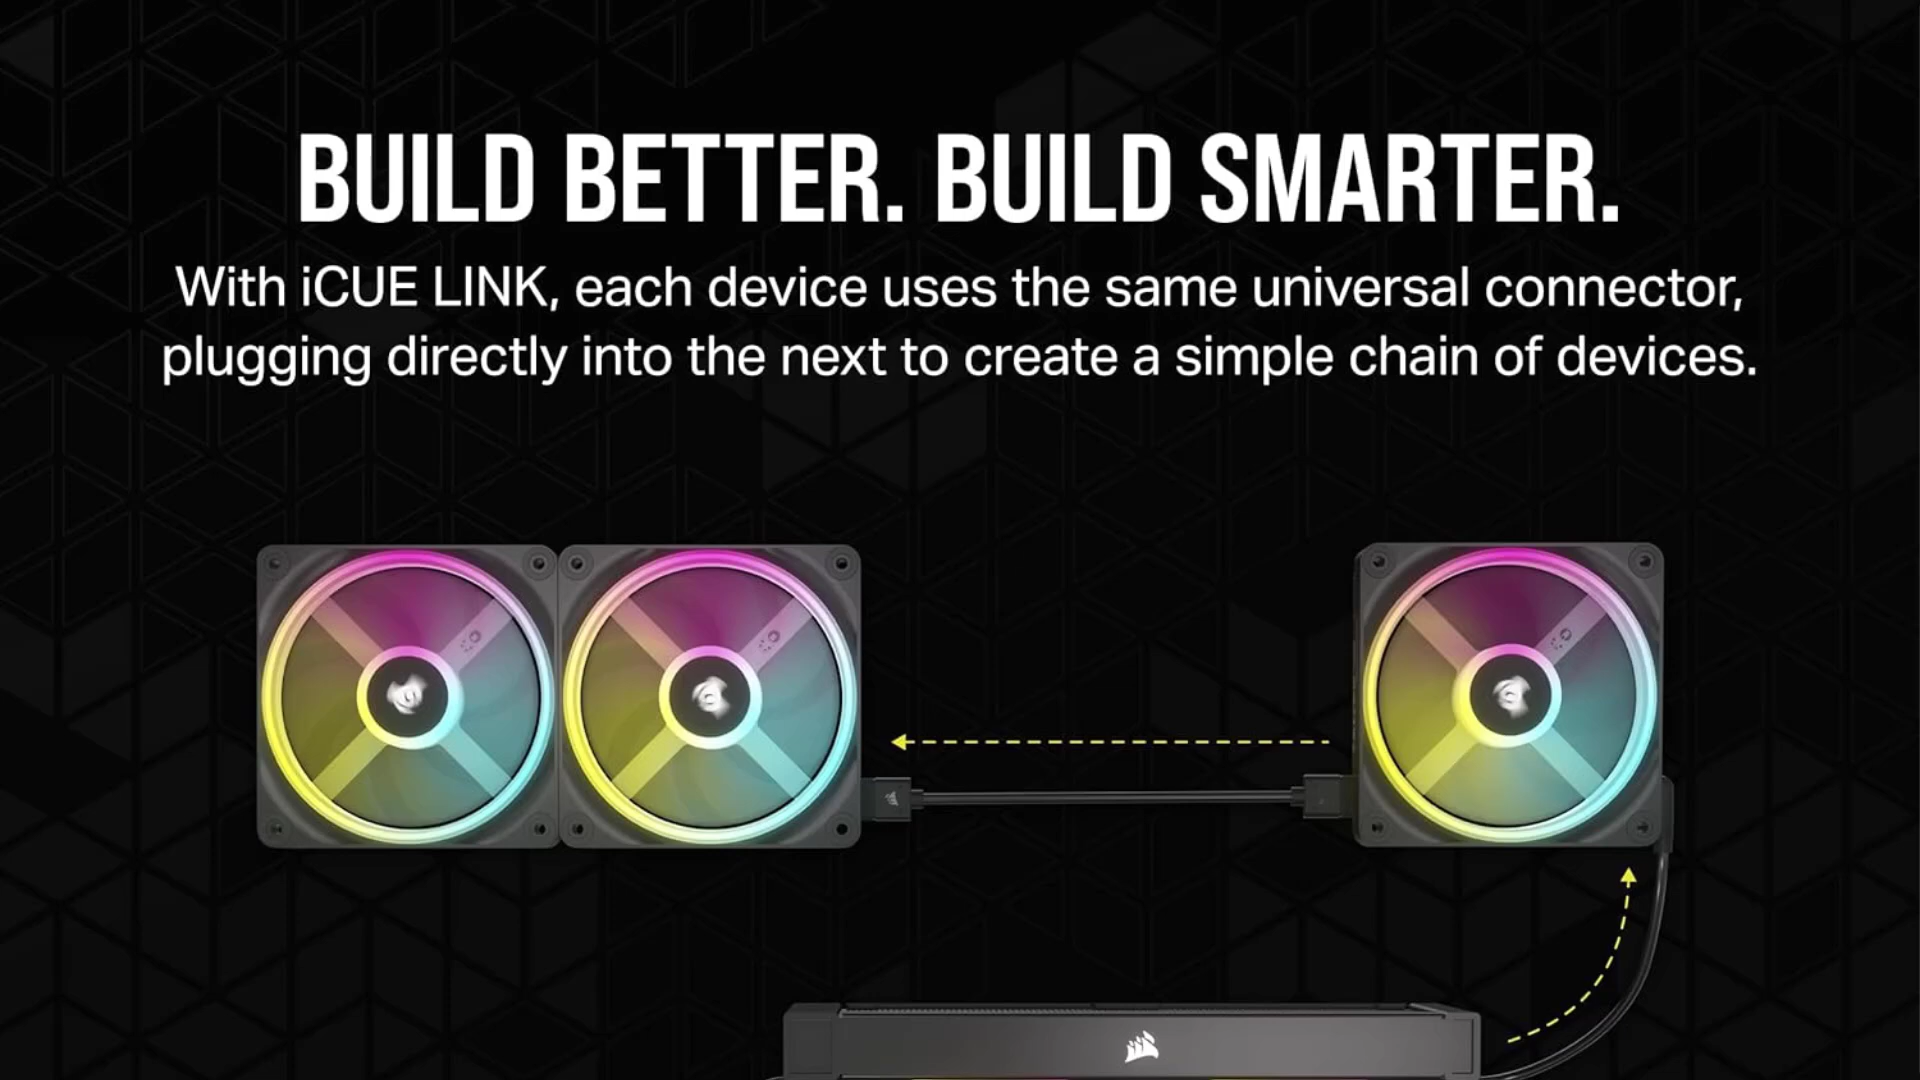 BUILD BETTER. BUILD SMARTER.
With iCUE LINK, each device uses the same universal connector,
plugging directly into the next to create a simple chain of devices.